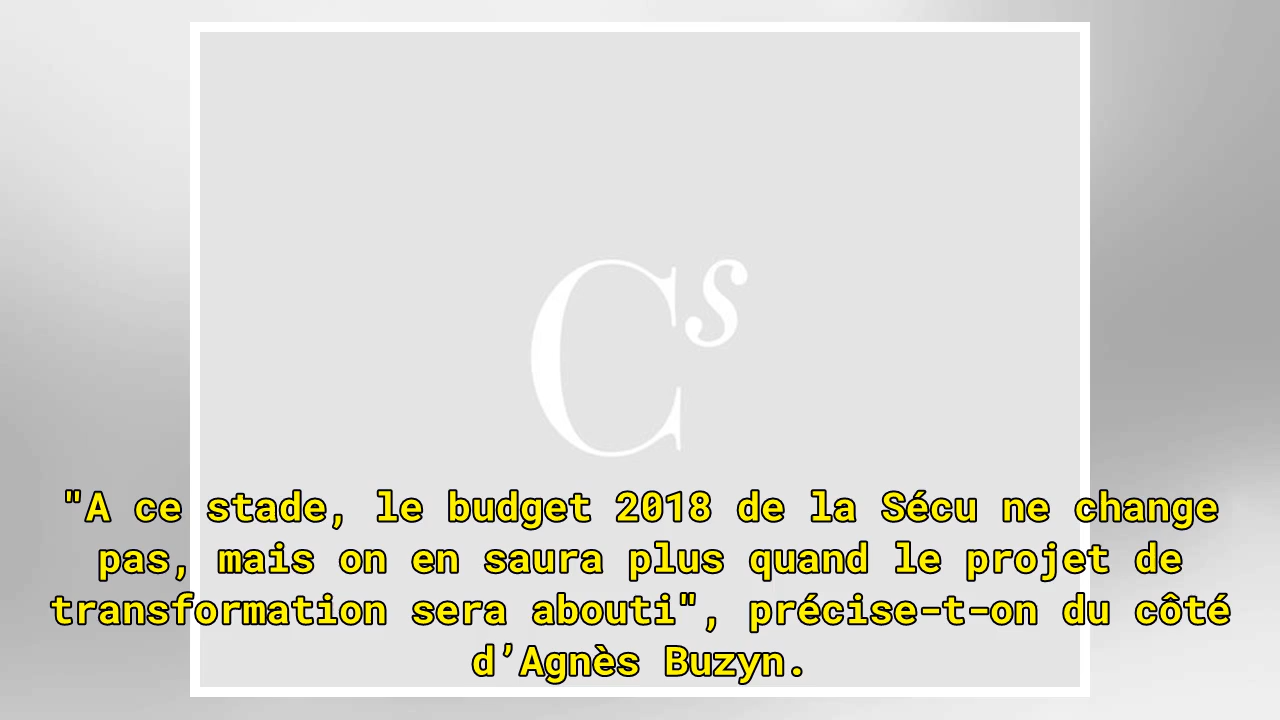 Cs
"A ce stade, le budget 2018 de la Sécu ne change
pas, mais on en saura plus quand le projet de
transformation sera abouti", précise-t-on du côté
d’Agnès Buzyn.